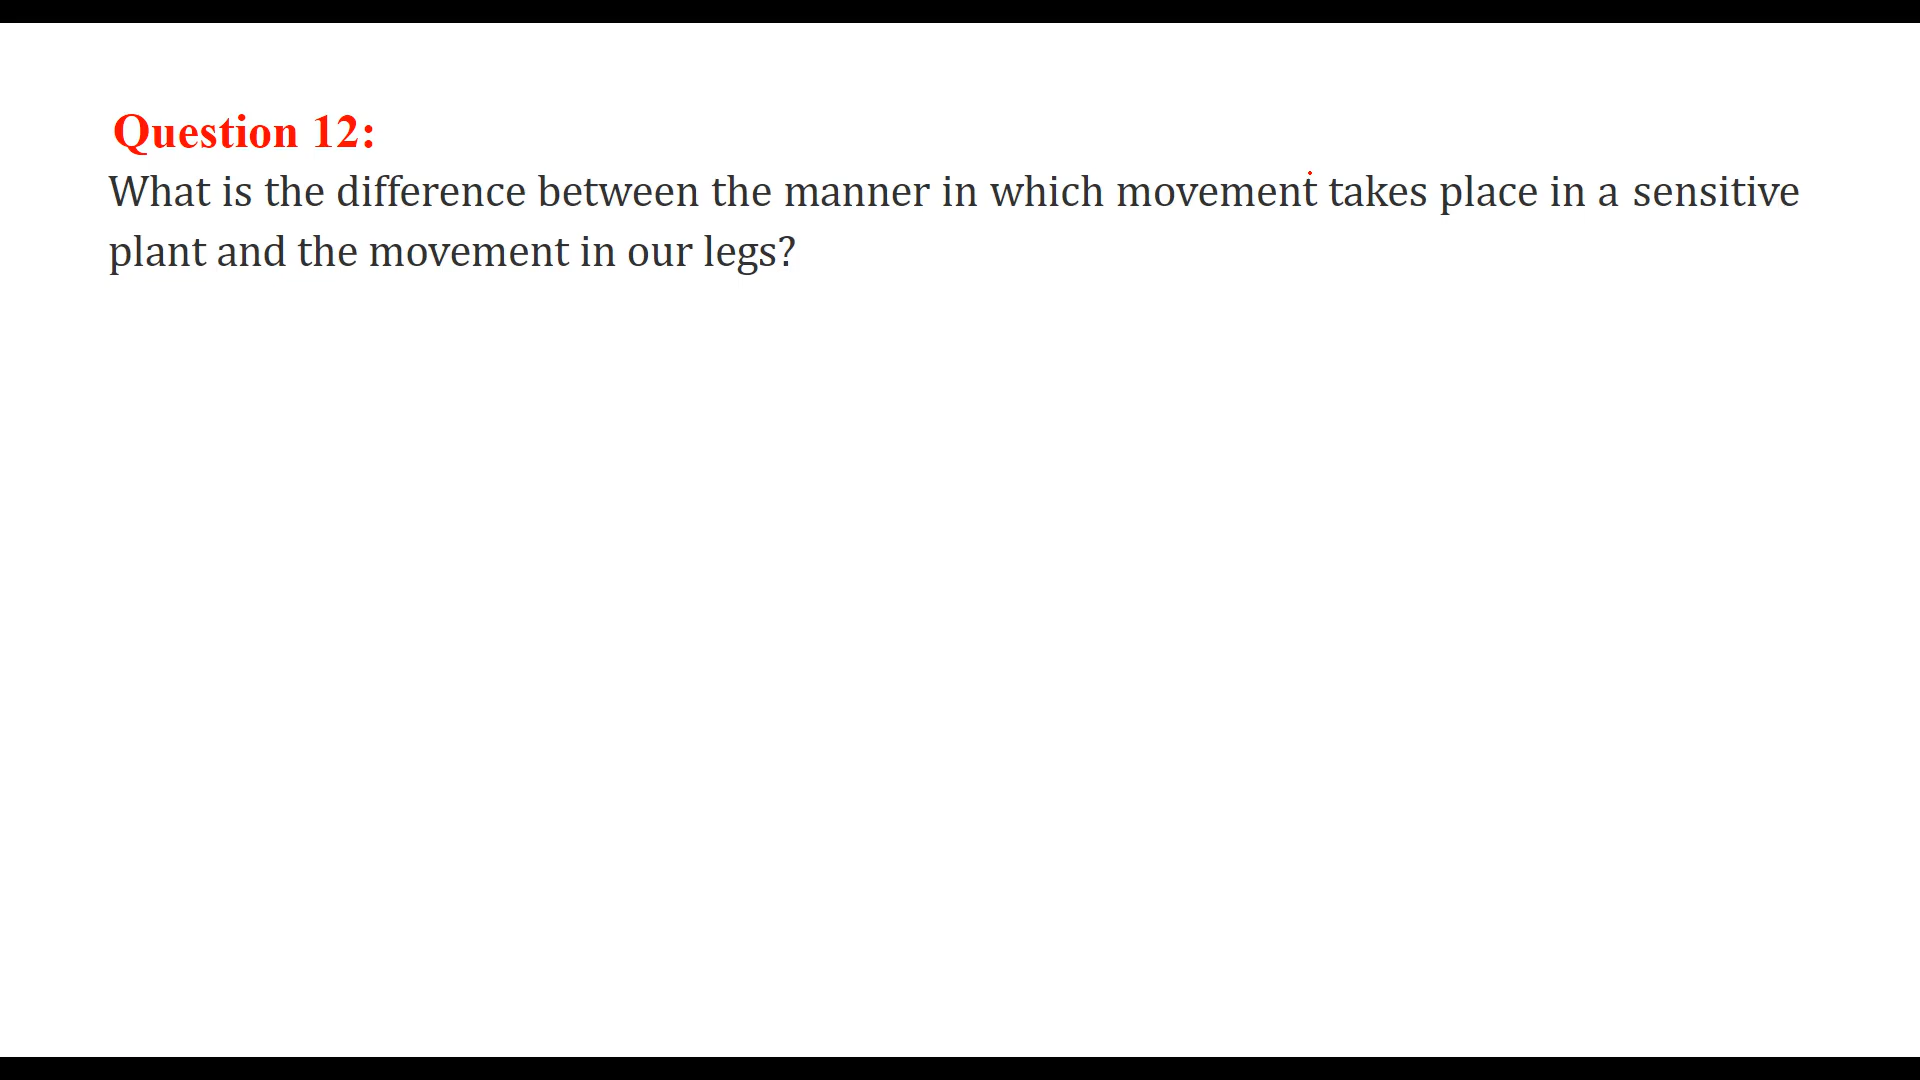 Question 12:
What is the difference between the manner in which movement takes place in a sensitive
plant and the movement in our legs?